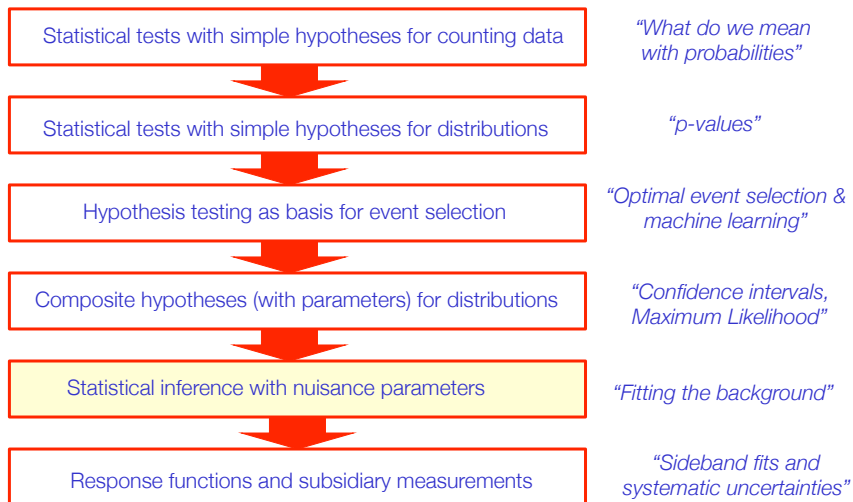 Statistical tests with simple hypotheses for counting data
“What do we mean
with probabilities”
Statistical tests with simple hypotheses for distributions
“p-values”
Hypothesis testing as basis for event selection
“Optimal event selection &
machine learning”
Composite hypotheses (with parameters) for distributions
“Confidence intervals,
Maximum Likelihood”
Statistical inference with nuisance parameters
“Fitting the background”
Response functions and subsidiary measurements
“Sideband fits and
systematic uncertainties”